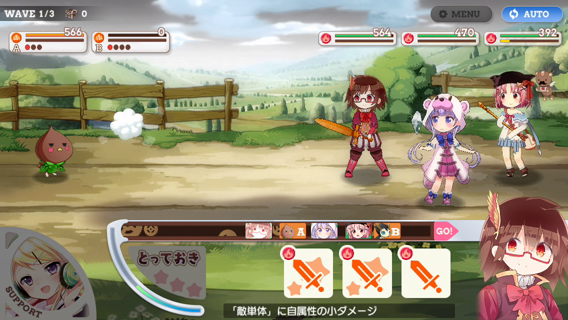 WAVE 1/3
0
MENU
AUTO
566
A
0
B
564
470
392
A
B
GO!
とっておき
SUPPORT
「敵単体」に自属性の小ダメージ